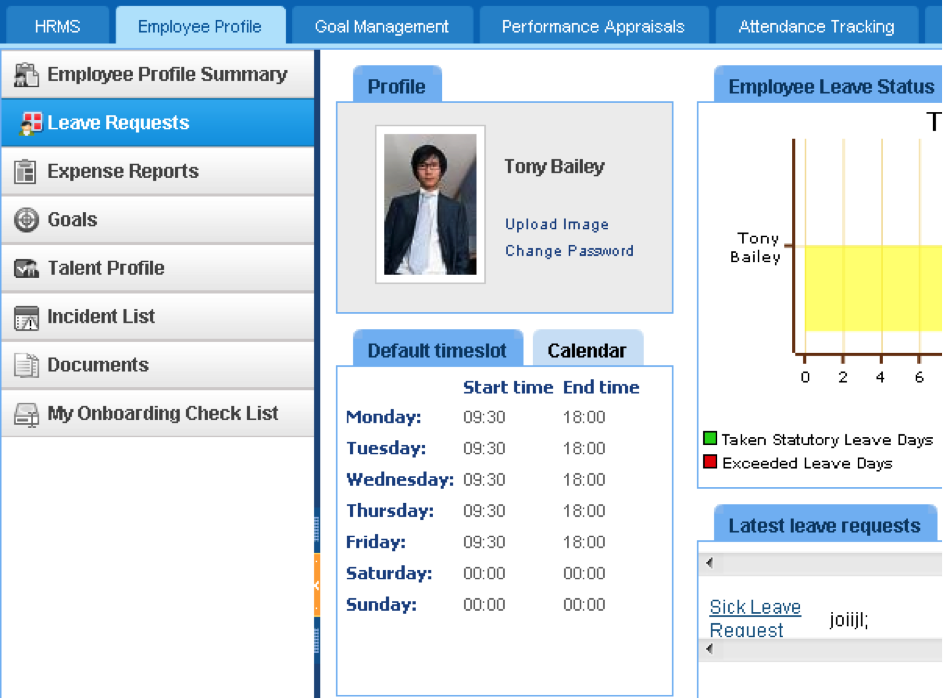 HRMS Employee Profile Goal Management Performance Appraisals Attendance Tracking
Employee Profile Summary
Leave Requests
Expense Reports
Goals
Talent Profile
Incident List
Documents
My Onboarding Check List
Profile
Tony Bailey
Upload Image
Change Password
Default timeslot Calendar
Start time End time
Monday: 09:30 18:00
Tuesday: 09:30 18:00
Wednesday: 09:30 18:00
Thursday: 09:30 18:00
Friday: 09:30 18:00
Saturday: 00:00 00:00
Sunday: 00:00 00:00
Employee Leave Status
T
Tony
Bailey
0 2 4 6
Taken Statutory Leave Days
Exceeded Leave Days
Latest leave requests
Sick Leave
Request
joiijl;